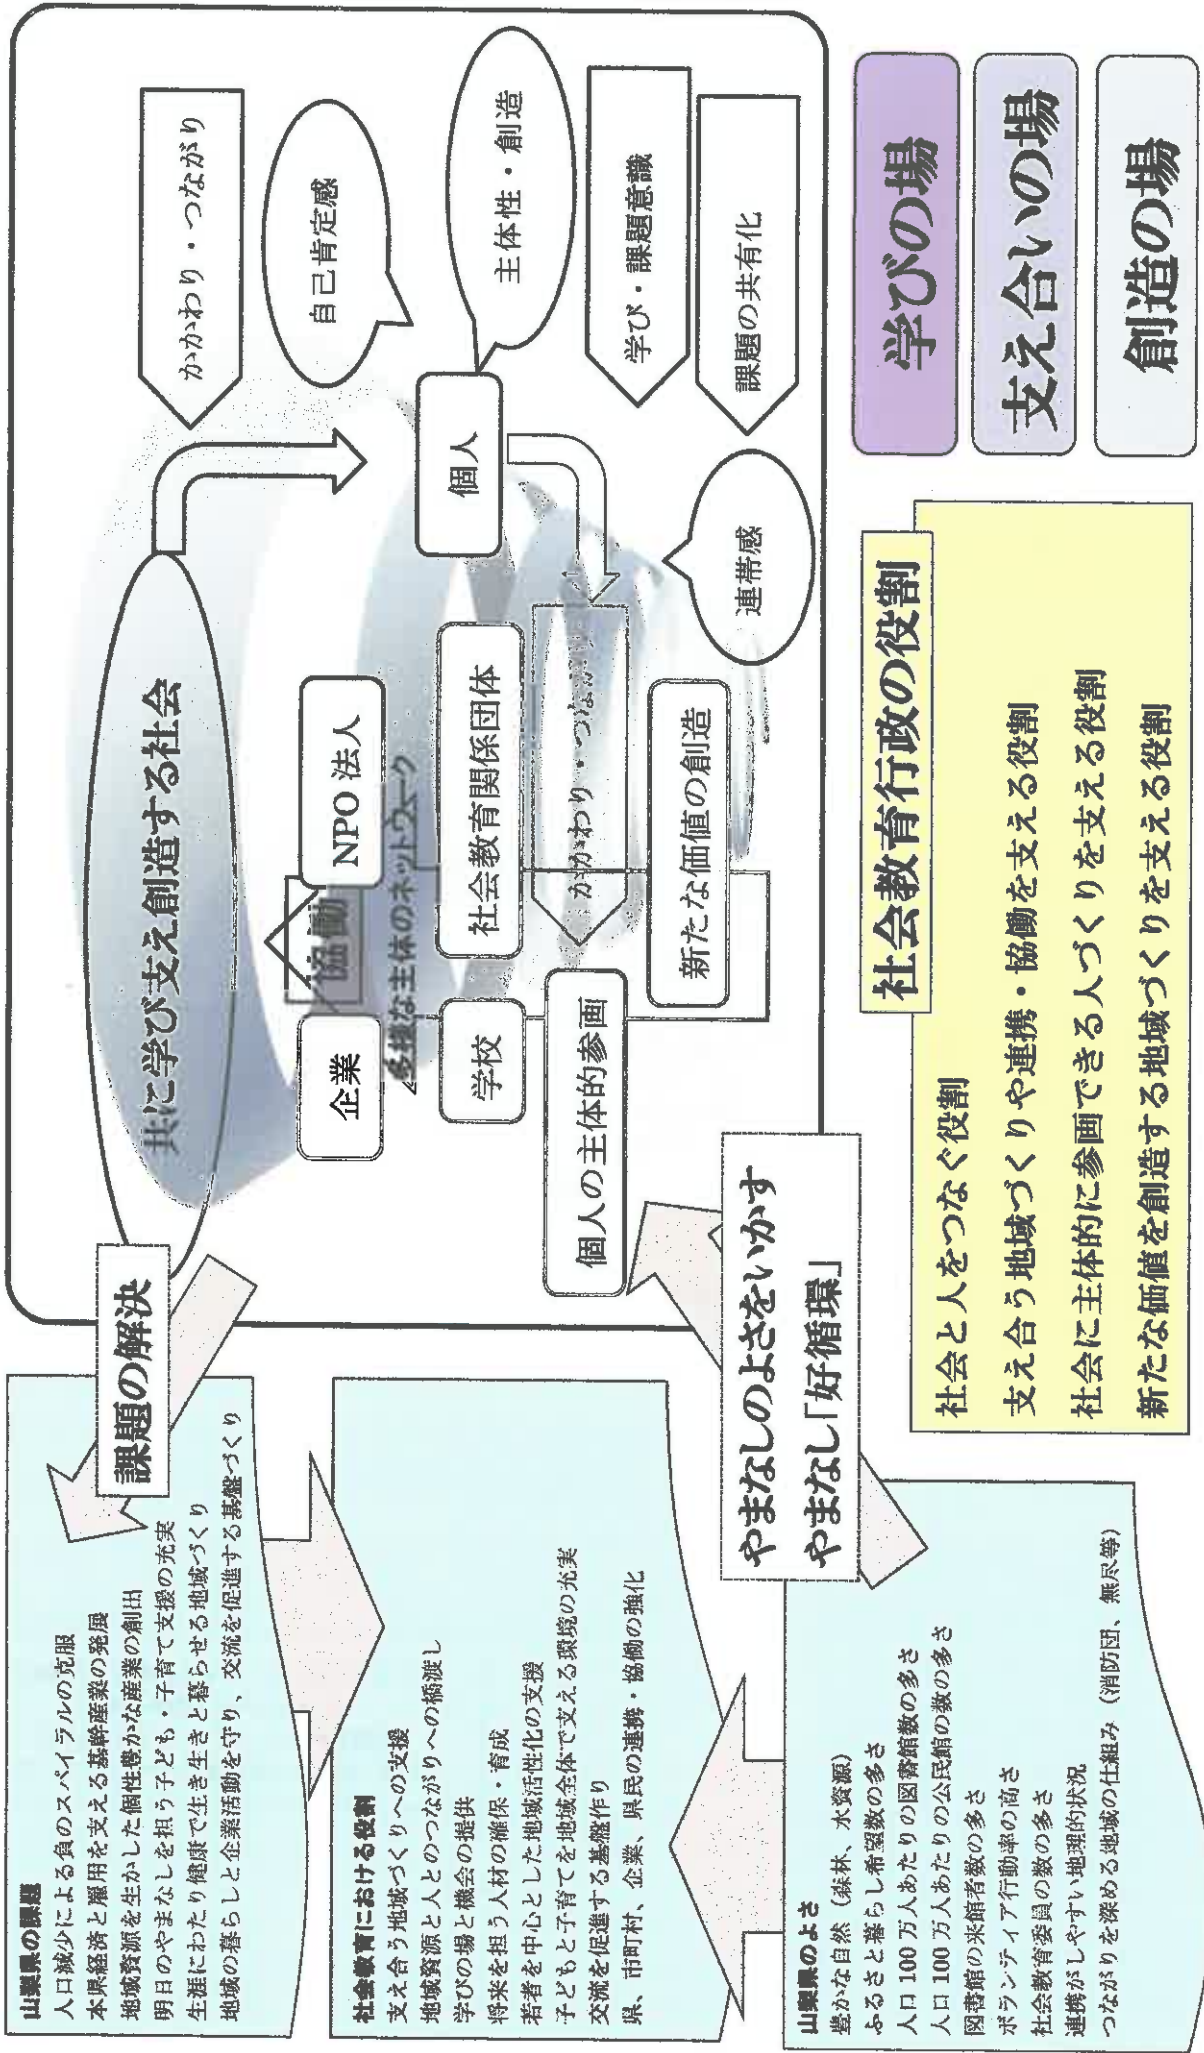 山梨県の課題
人口減少による負のスパイラルの克服
本県経済と雇用を支える基幹産業の発展
地域資源を生かした個性豊かな産業の創出
明日のやまなしを担う子ども・子育て支援の充実
生涯にわたり健康で生き生きと暮らせる地域づくり
地域の暮らしと企業活動を守り、交流を促進する基盤づくり
社会教育における役割
支え合う地域づくりへの支援
地域資源と人とのつながりへの橋渡し
学びの場と機会の提供
将来を担う人材の確保・育成
若者を中心とした地域活性化の支援
子どもと子育てを地域全体で支える環境の充実
交流を促進する基盤作り
県、市町村、企業、県民の連携・協働の強化
山梨県のよさ
豊かな自然（森林、水資源）
ふるさと暮らし希望数の多さ
人口100万人あたりの図書館数の多さ
人口100万人あたりの公民館の数の多さ
図書館の来館者数の多さ
ボランティア行動率の高さ
社会教育委員の数の多さ
連携がしやすい地理的状況
つながりを深める地域の仕組み（消防団、無尽等）
課題の解決
やまなしのよさをいかす
やまなし「好循環」
共に学び支え創造する社会
かかわり・つながり
自己肯定感
企業
協働
NPO法人
多様な主体のネットワーク
個人
主体性・創造
学校
社会教育関係団体
学び・課題意識
個人の主体的参画
かかわり・つなが
課題の共有化
新たな価値の創造
連帯感
社会教育行政の役割
社会と人をつなぐ役割
支え合う地域づくりや連携・協働を支える役割
社会に主体的に参画できる人づくりを支える役割
新たな価値を創造する地域づくりを支える役割
学びの場
支え合いの場
創造の場